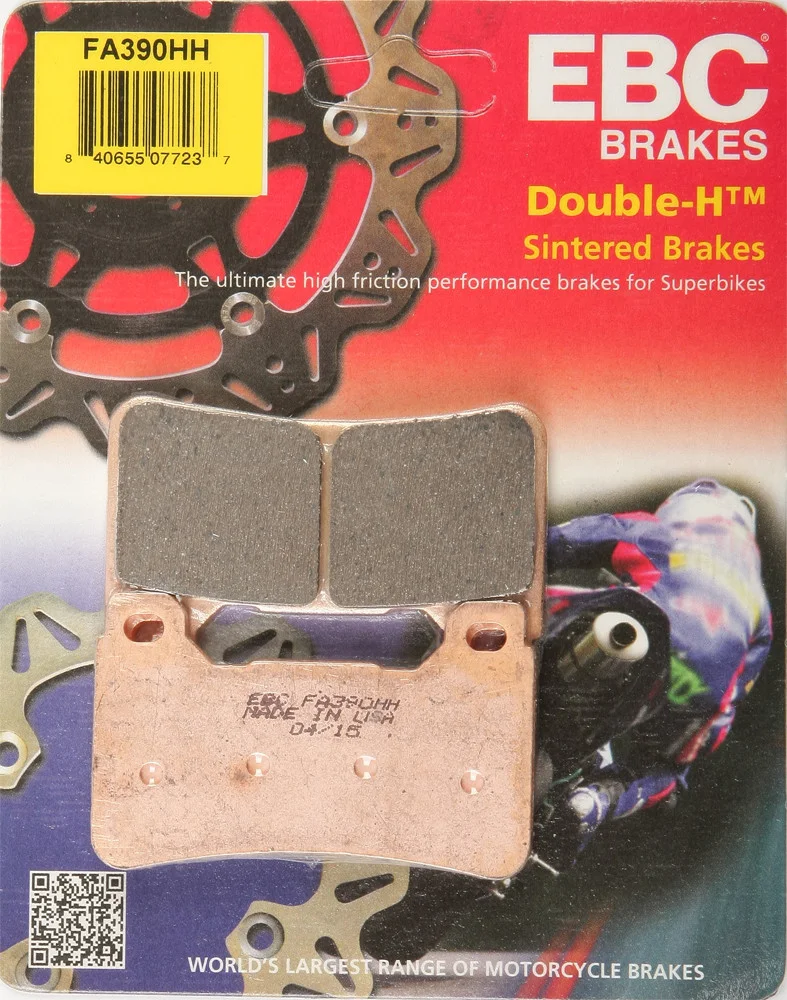 FA390HH
8 40655 07723 7
EBC®
BRAKES
Double-H™
Sintered Brakes
The ultimate high friction performance brakes for Superbikes
EBC FA390HH
MADE IN USA
04/15
WORLD'S LARGEST RANGE OF MOTORCYCLE BRAKES